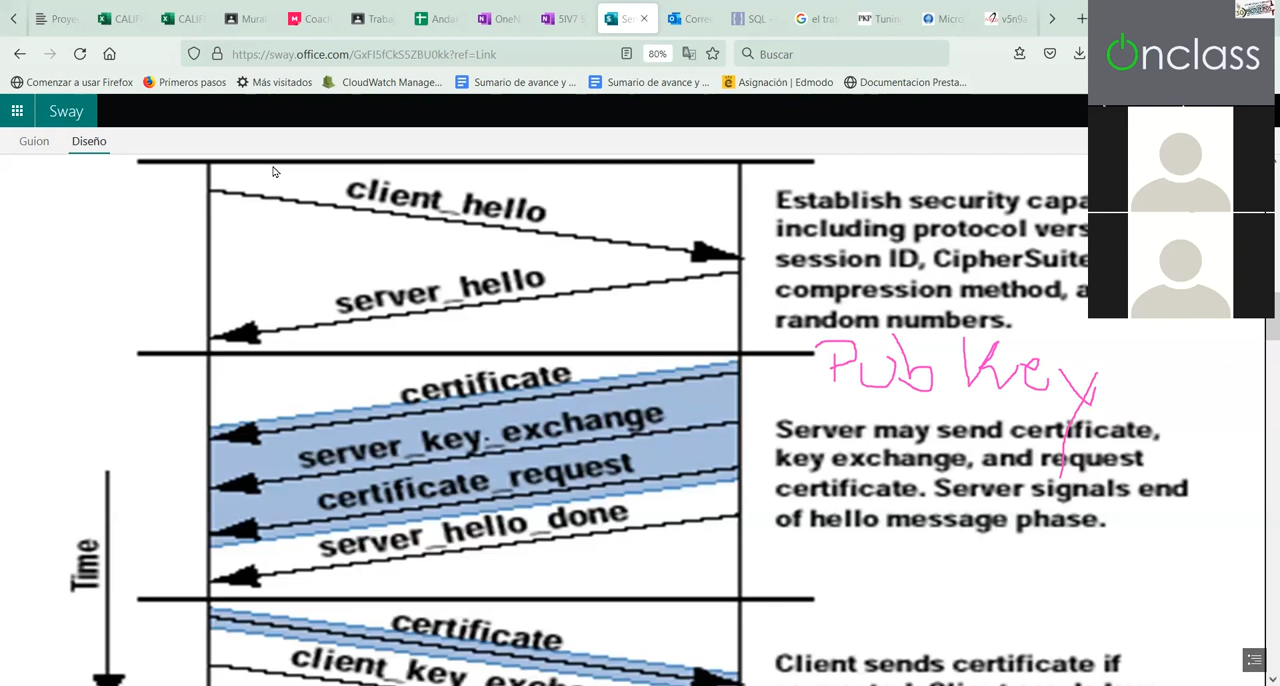 Proye
CALIF
CALIF
Mural
Coach
Traba
Andar
OneN
5IV7 S
Se
Corre
SQL -
el trat
PKP Tuning
Micro
v5n9a
https://sway.office.com/GxFI5fCkS5ZBU0kk?ref=Link
80%
Buscar
Comenzar a usar Firefox
Primeros pasos
Más visitados
CloudWatch Manage...
Sumario de avance y ...
Sumario de avance y ...
Asignación | Edmodo
Documentacion Presta...
Onclass
Sway
Guion
Diseño
client_hello
server_hello
Establish security capa
including protocol vers
session ID, CipherSuite
compression method, a
random numbers.
Pub Key
certificate
server_key_exchange
certificate_request
server_hello_done
Server may send certificate,
key exchange, and request
certificate. Server signals end
of hello message phase.
Time
certificate
client_key_exch
Client sends certificate if